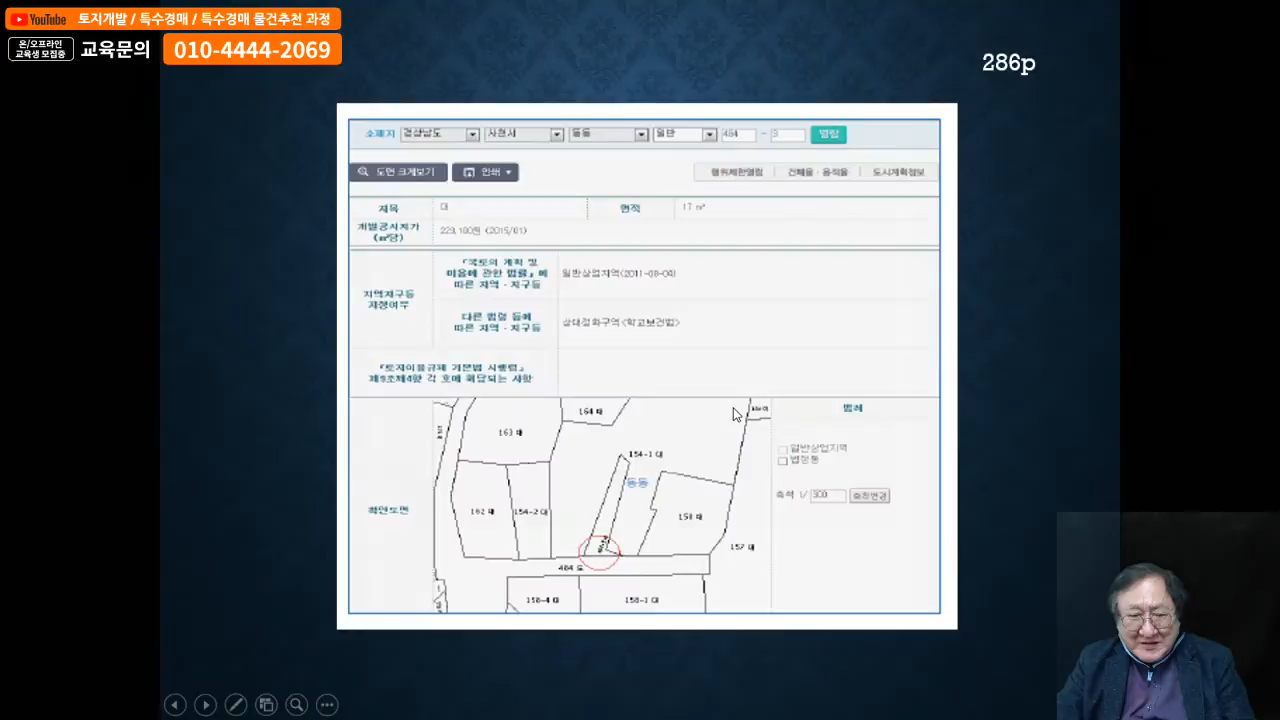 YouTube 토지개발 / 특수경매 / 특수경매 물건추천 과정
온/오프라인
교육생 모집중
교육문의
010-4444-2069
286p
소재지 경상남도 사천시 동동 일반 484 - 3 열람
도면 크게보기 인쇄 행위제한열람 건폐율 · 용적률 도시계획정보
지목 대 면적 17 ㎡
개별공시지가
(㎡당)
223,100원 (2015/01)
지역지구등
지정여부
「국토의 계획 및
이용에 관한 법률」에
따른 지역 · 지구등
일반상업지역(2011-08-04)
다른 법령 등에
따른 지역 · 지구등
상대정화구역<학교보건법>
「토지이용규제 기본법 시행령」
제9조제4항 각 호에 해당되는 사항
확인도면
164 대
163 대
154-1 대
동동
162 대
154-2 대
158 대
157 대
484 도
158-4 대
158-1 대
범례
일반상업지역
법정동
축척 1/ 300 축척변경